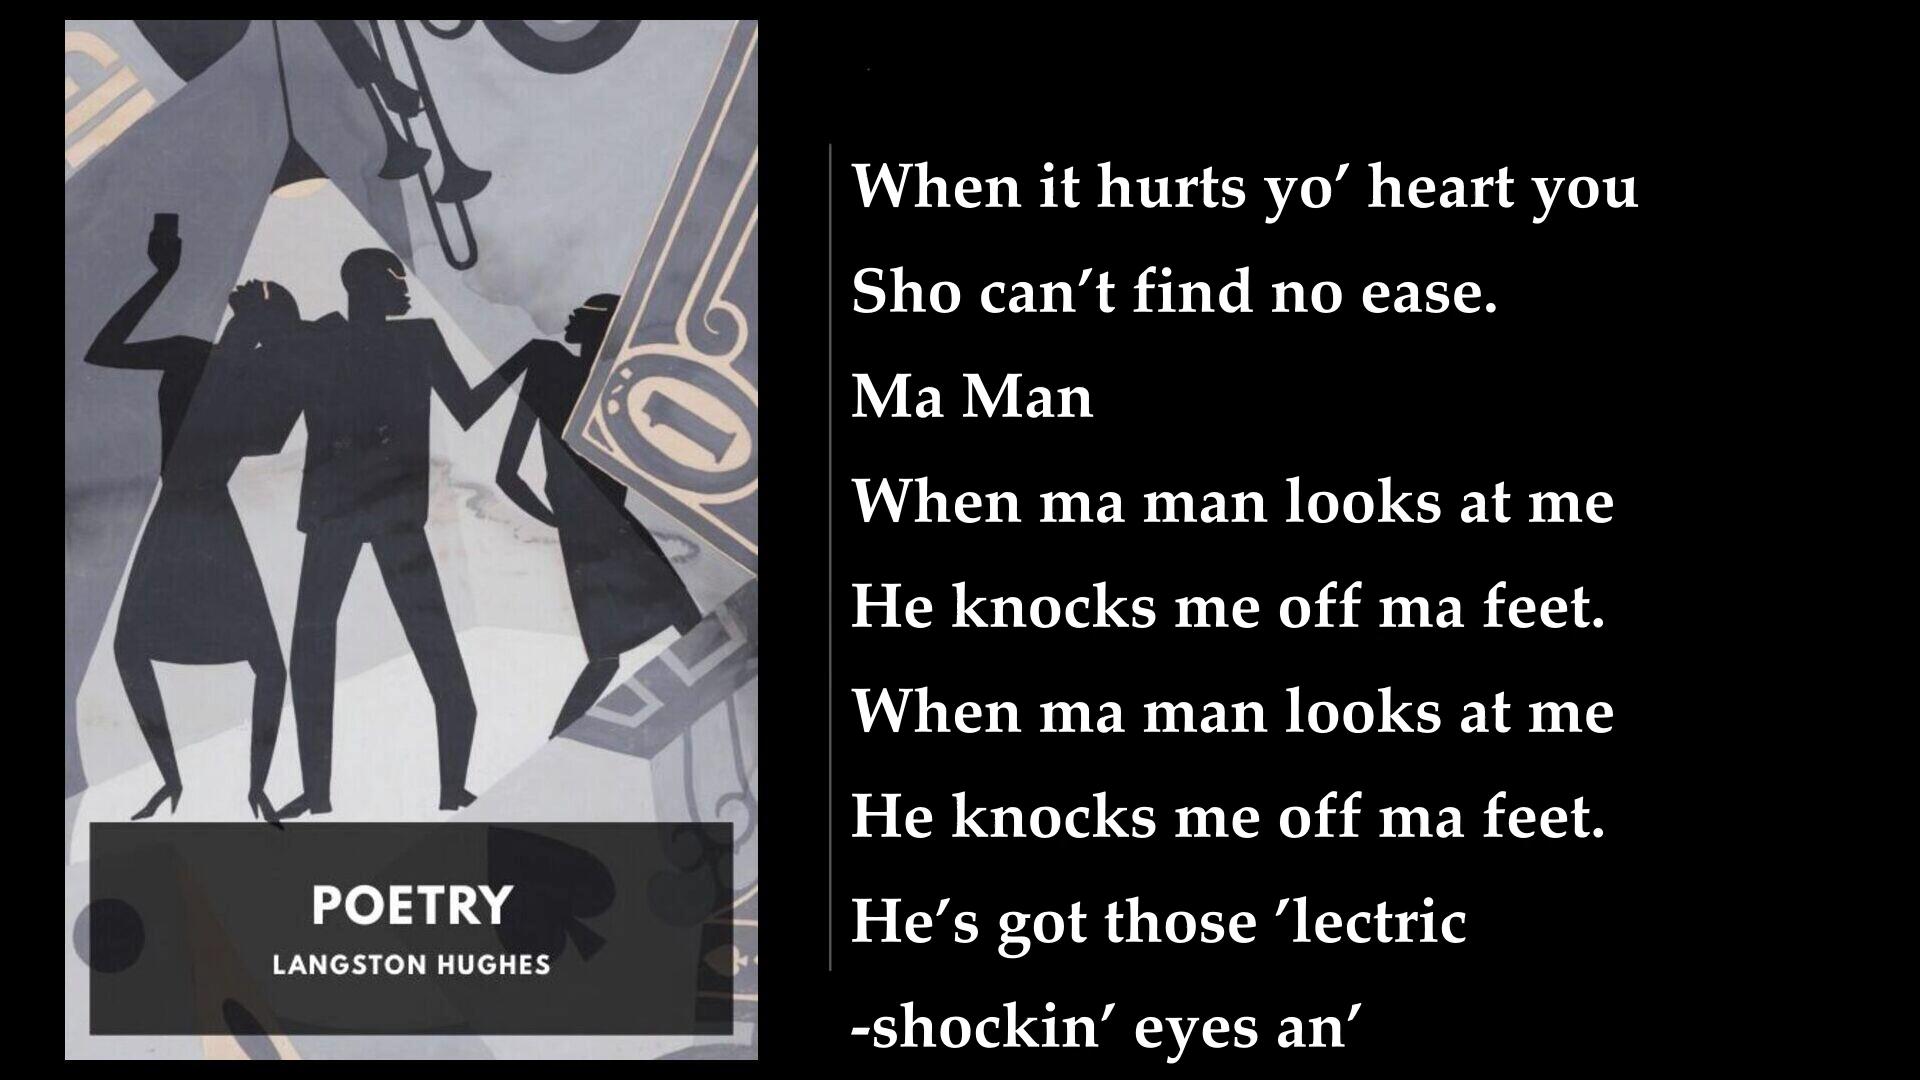 POETRY
LANGSTON HUGHES
When it hurts yo’ heart you
Sho can’t find no ease.
Ma Man
When ma man looks at me
He knocks me off ma feet.
When ma man looks at me
He knocks me off ma feet.
He’s got those ’lectric
-shockin’ eyes an’